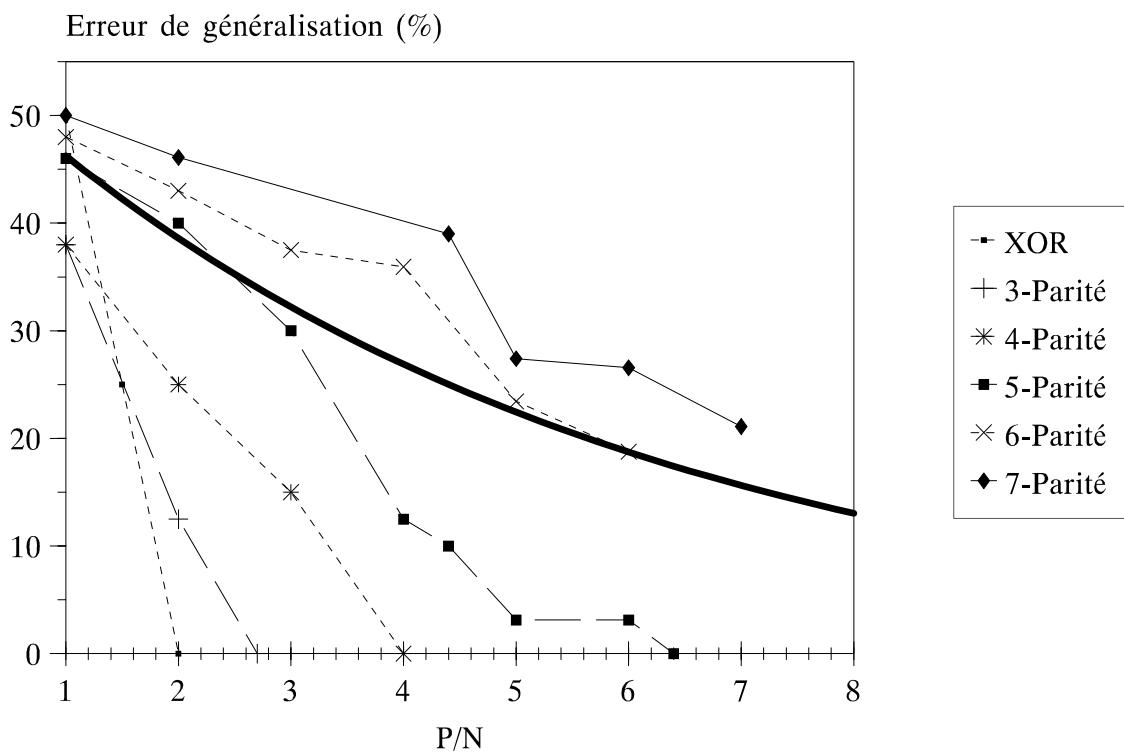 Erreur de généralisation (%)
50
40
30
20
10
0
1 2 3 4 5 6 7 8
P/N
XOR
3-Parité
4-Parité
5-Parité
6-Parité
7-Parité